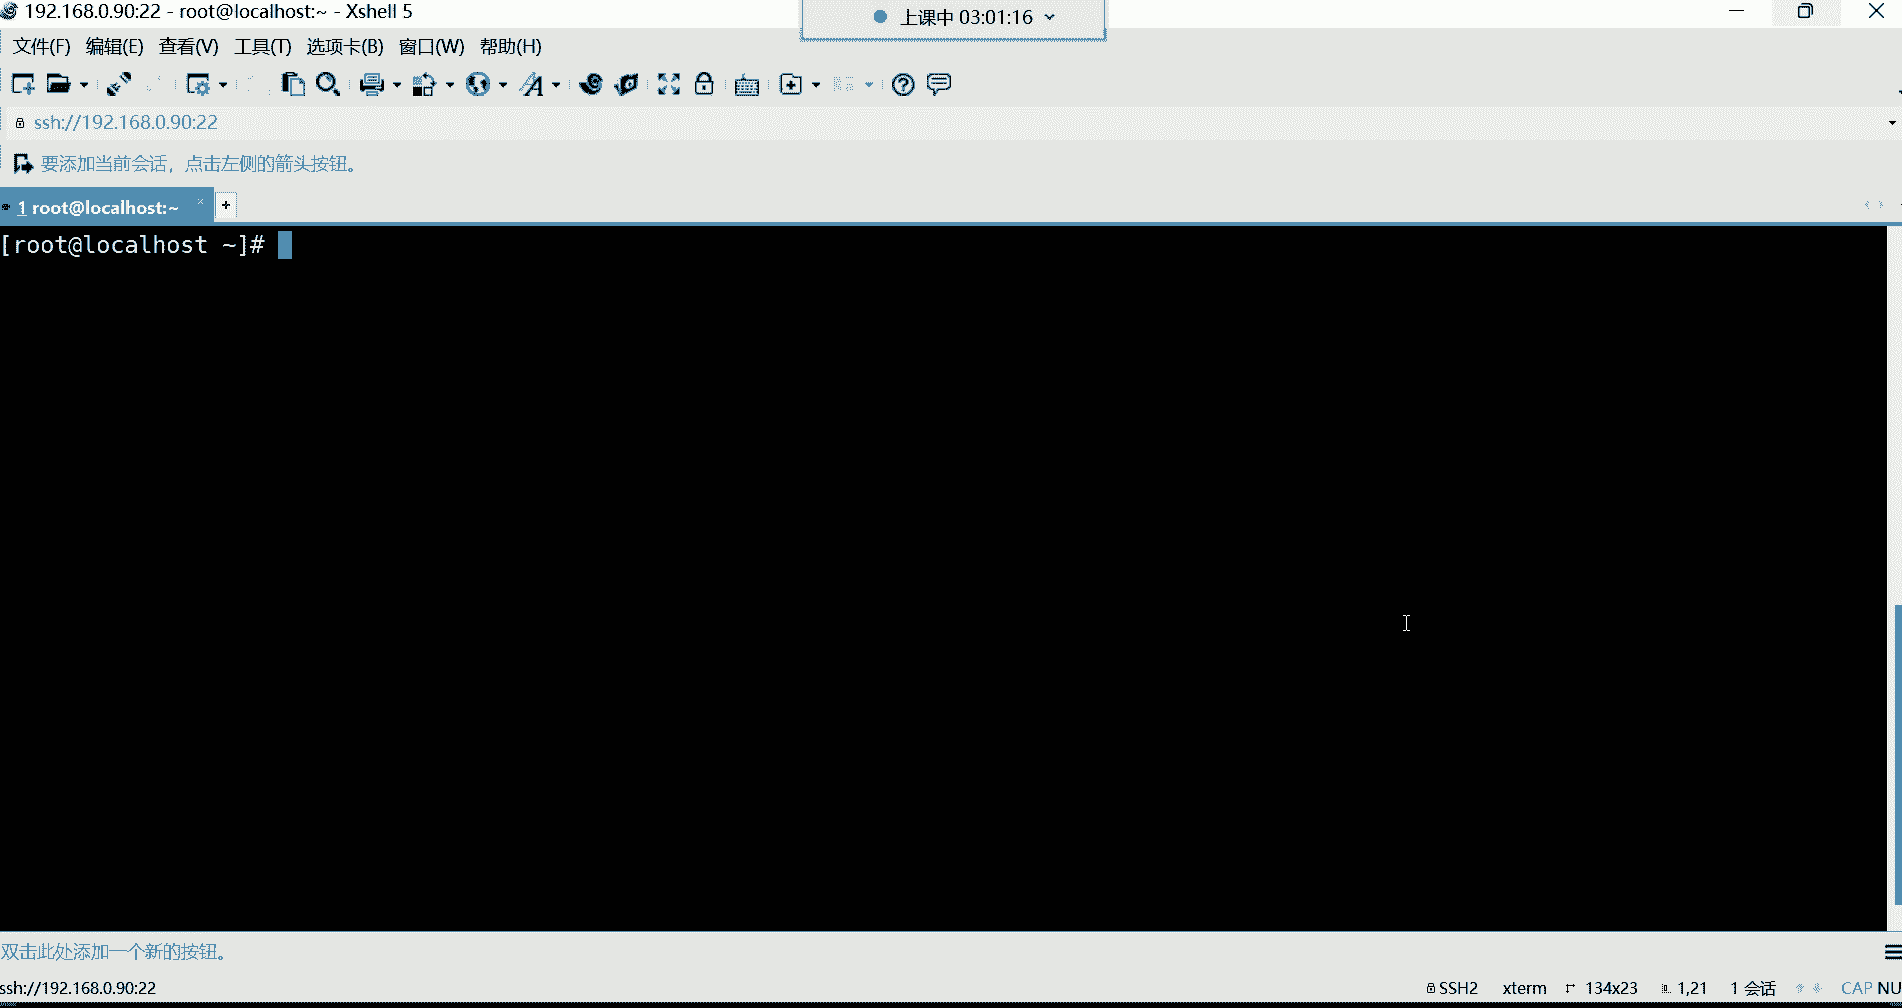 192.168.0.90:22 - root@localhost:~ - Xshell 5
上课中 03:01:16
文件(F) 编辑(E) 查看(V) 工具(T) 选项卡(B) 窗口(W) 帮助(H)
ssh://192.168.0.90:22
要添加当前会话，点击左侧的箭头按钮。
1 root@localhost:~
[root@localhost ~]#
双击此处添加一个新的按钮。
ssh://192.168.0.90:22 SSH2 xterm 134x23 1,21 1 会话 CAP NU